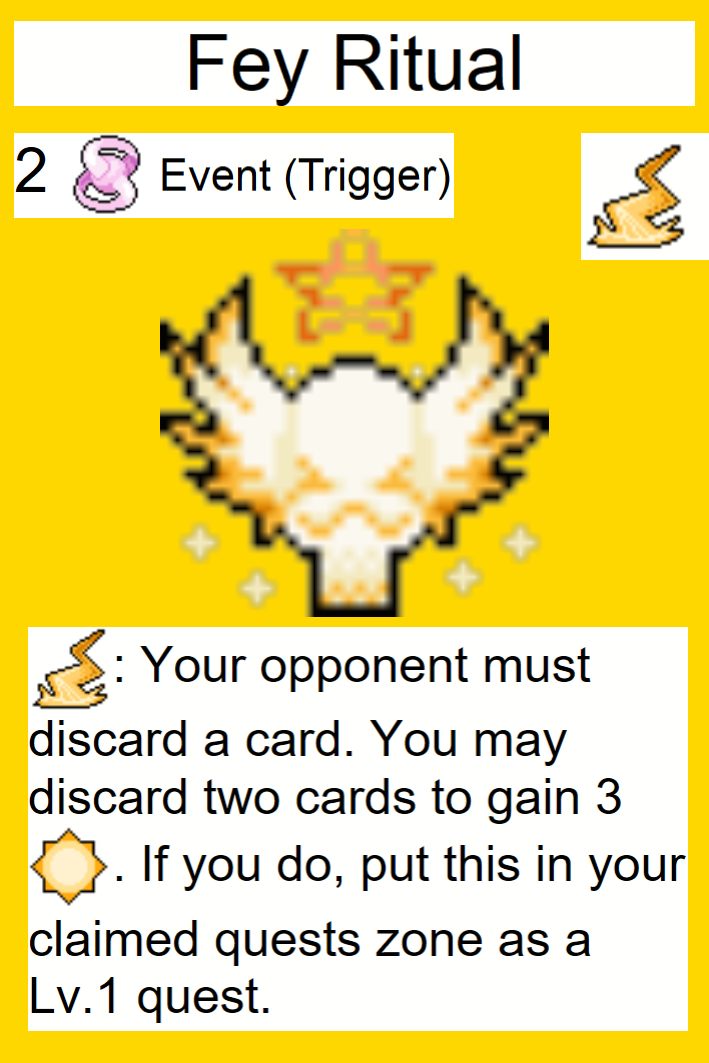 Fey Ritual
2 Event (Trigger)
: Your opponent must
discard a card. You may
discard two cards to gain 3
. If you do, put this in your
claimed quests zone as a
Lv.1 quest.